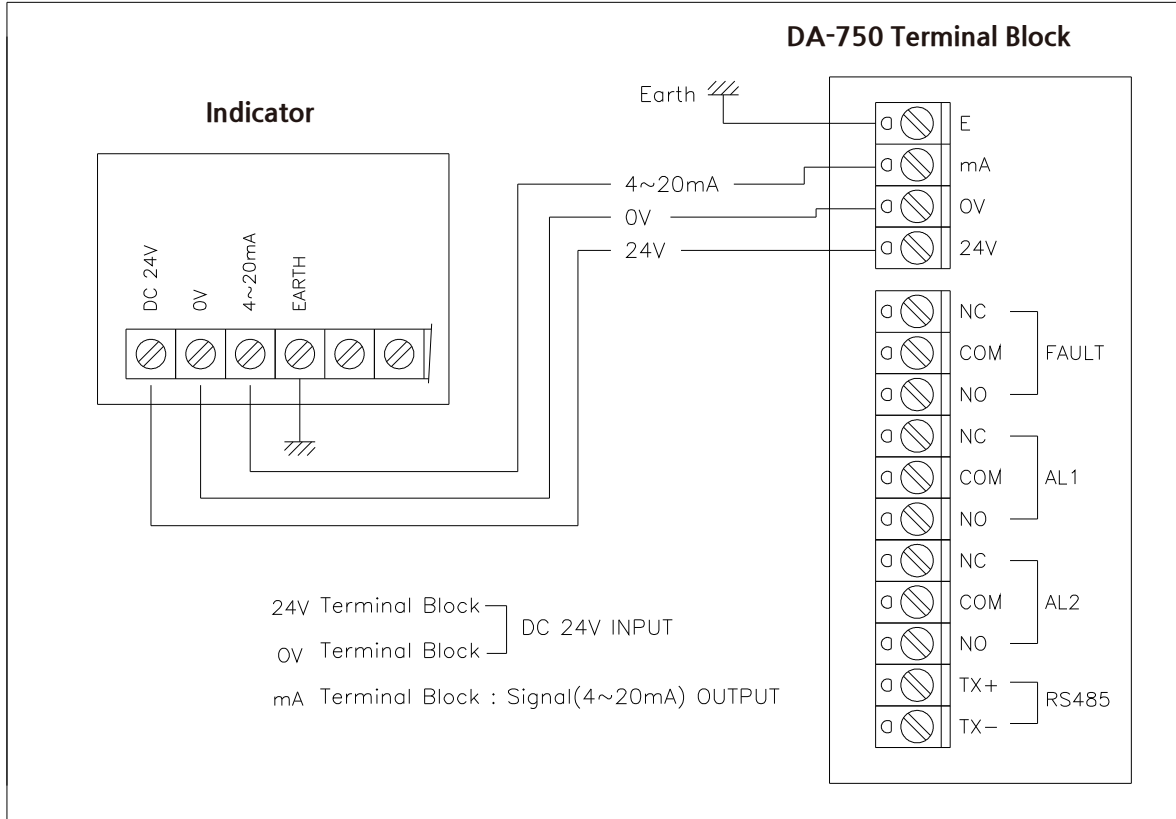 DA-750 Terminal Block
Indicator
Earth
E
mA
0V
24V
4~20mA
0V
24V
DC 24V
0V
4~20mA
EARTH
NC
COM
NO
FAULT
NC
COM
NO
AL1
NC
COM
NO
AL2
TX+
TX-
RS485
24V Terminal Block
0V Terminal Block
DC 24V INPUT
mA Terminal Block : Signal(4~20mA) OUTPUT